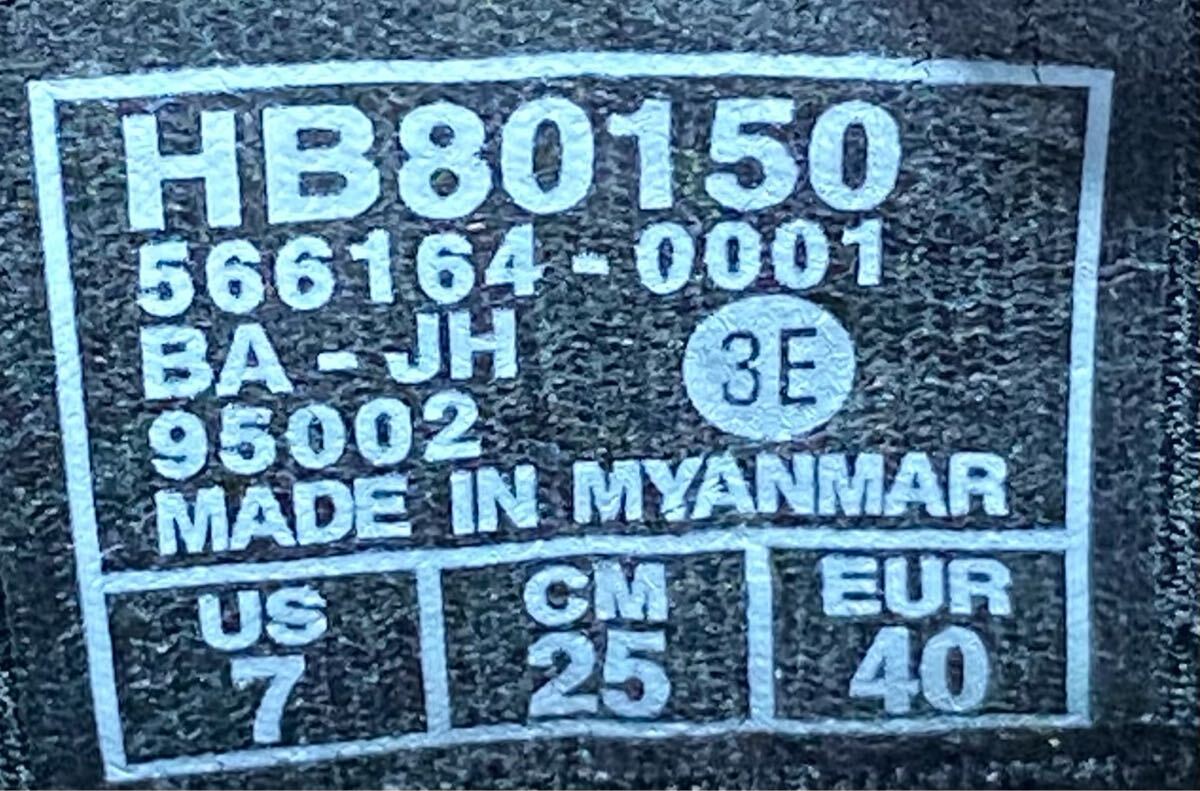 HB80150
566164-0001
BA-JH 3E
95002
MADE IN MYANMAR
US CM EUR
7 25 40